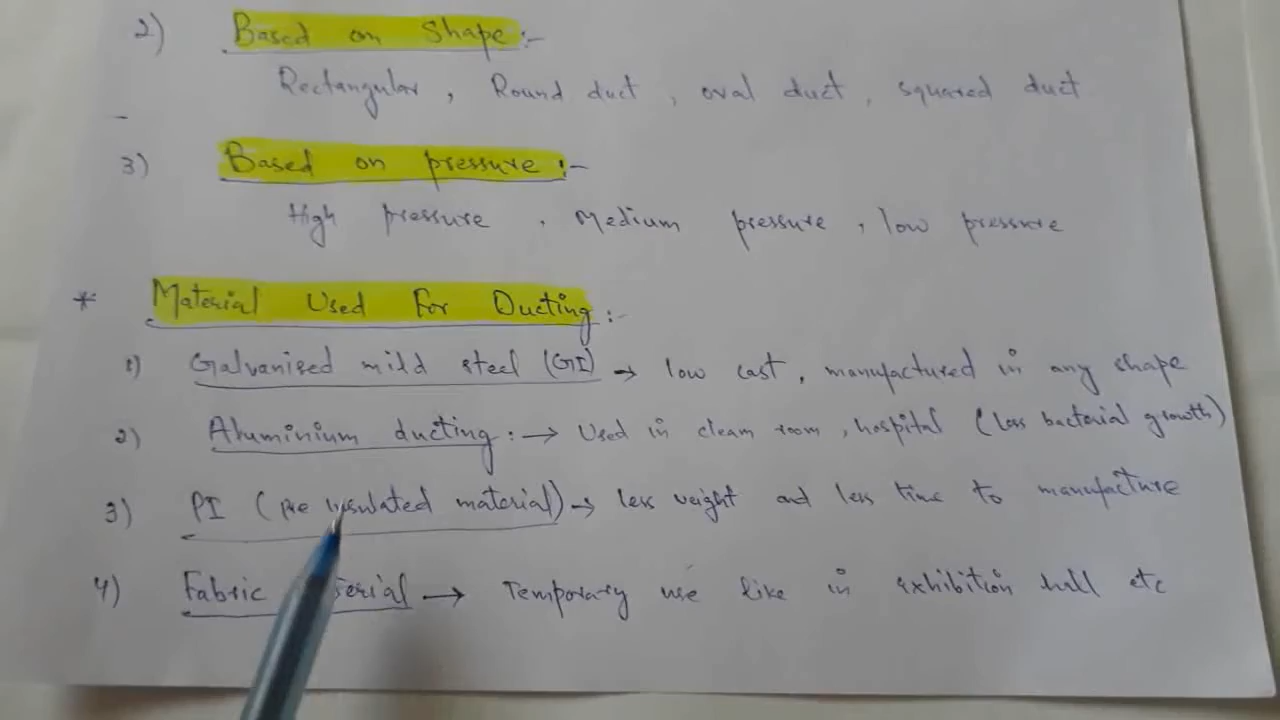 2) Based on Shape :-
Rectangular , Round duct , oval duct , squared duct
3) Based on pressure :-
High pressure , Medium pressure , low pressure
* Material Used For Ducting :-
1) Galvanised mild steel (GI) → low cast , manufactured in any shape
2) Aluminium ducting : → Used in clean room , hospital (less bacterial growth)
3) PI (pre insulated material) → less weight and less time to manufacture
4) Fabric → Temporary use like in exhibition hall etc